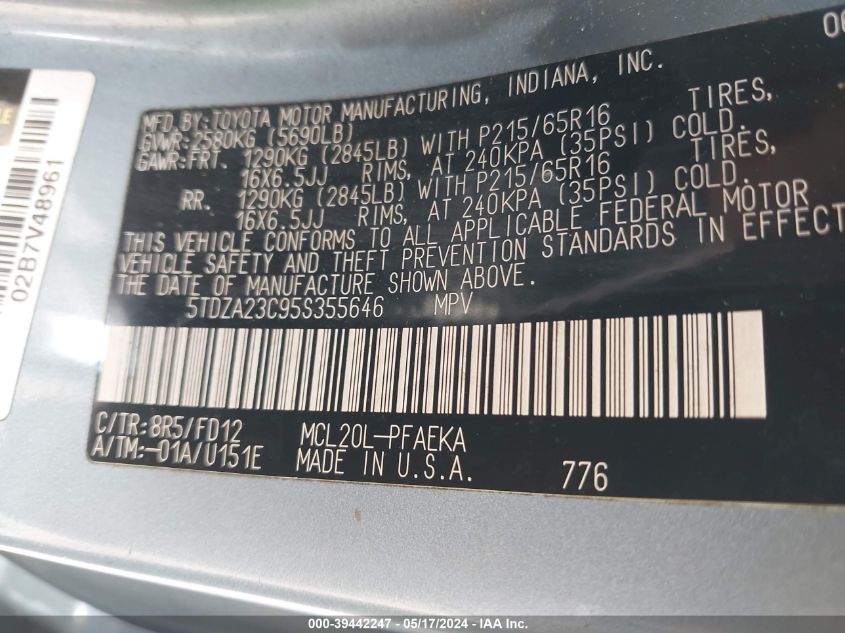 06
MFD.BY:TOYOTA MOTOR MANUFACTURING, INDIANA, INC.
GVWR:2580KG (5690LB)
GAWR:FRT. 1290KG (2845LB) WITH P215/65R16 TIRES,
16X6.5JJ RIMS, AT 240KPA (35PSI) COLD.
RR. 1290KG (2845LB) WITH P215/65R16 TIRES,
16X6.5JJ RIMS, AT 240KPA (35PSI) COLD.
THIS VEHICLE CONFORMS TO ALL APPLICABLE FEDERAL MOTOR
VEHICLE SAFETY AND THEFT PREVENTION STANDARDS IN EFFECT
THE DATE OF MANUFACTURE SHOWN ABOVE.
5TDZA23C95S355646 MPV
C/TR:8R5/FD12 MCL20L-PFAEKA
A/TM:-01A/U151E MADE IN U.S.A. 776
02B7V48961
000-39442247 - 05/17/2024 - IAA Inc.